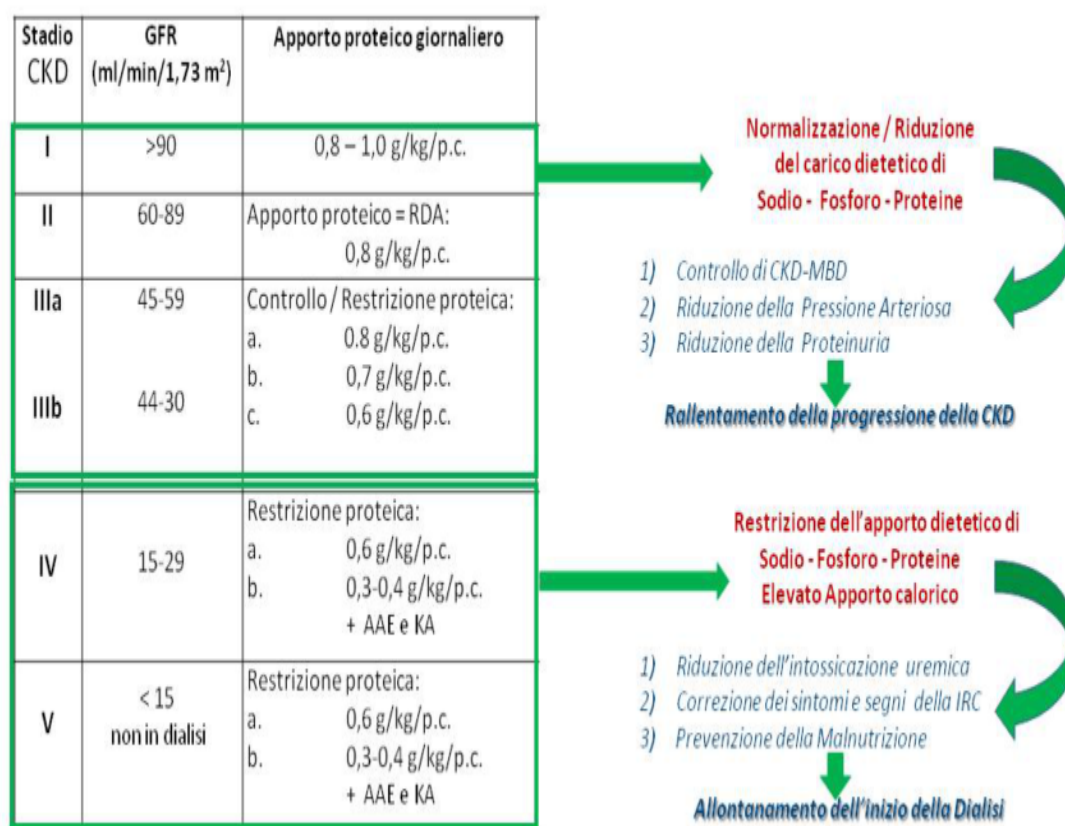 Stadio CKD
GFR
(ml/min/1,73 m²)
Apporto proteico giornaliero
I
>90
0,8 – 1,0 g/kg/p.c.
II
60-89
Apporto proteico = RDA:
0,8 g/kg/p.c.
IIIa
45-59
IIIb
44-30
Controllo / Restrizione proteica:
a. 0.8 g/kg/p.c.
b. 0,7 g/kg/p.c.
c. 0,6 g/kg/p.c.
IV
15-29
Restrizione proteica:
a. 0,6 g/kg/p.c.
b. 0,3-0,4 g/kg/p.c.
+ AAE e KA
V
< 15
non in dialisi
Restrizione proteica:
a. 0,6 g/kg/p.c.
b. 0,3-0,4 g/kg/p.c.
+ AAE e KA
Normalizzazione / Riduzione
del carico dietetico di
Sodio - Fosforo - Proteine
1) Controllo di CKD-MBD
2) Riduzione della Pressione Arteriosa
3) Riduzione della Proteinuria
Rallentamento della progressione della CKD
Restrizione dell'apporto dietetico di
Sodio - Fosforo - Proteine
Elevato Apporto calorico
1) Riduzione dell'intossicazione uremica
2) Correzione dei sintomi e segni della IRC
3) Prevenzione della Malnutrizione
Allontanamento dell'inizio della Dialisi